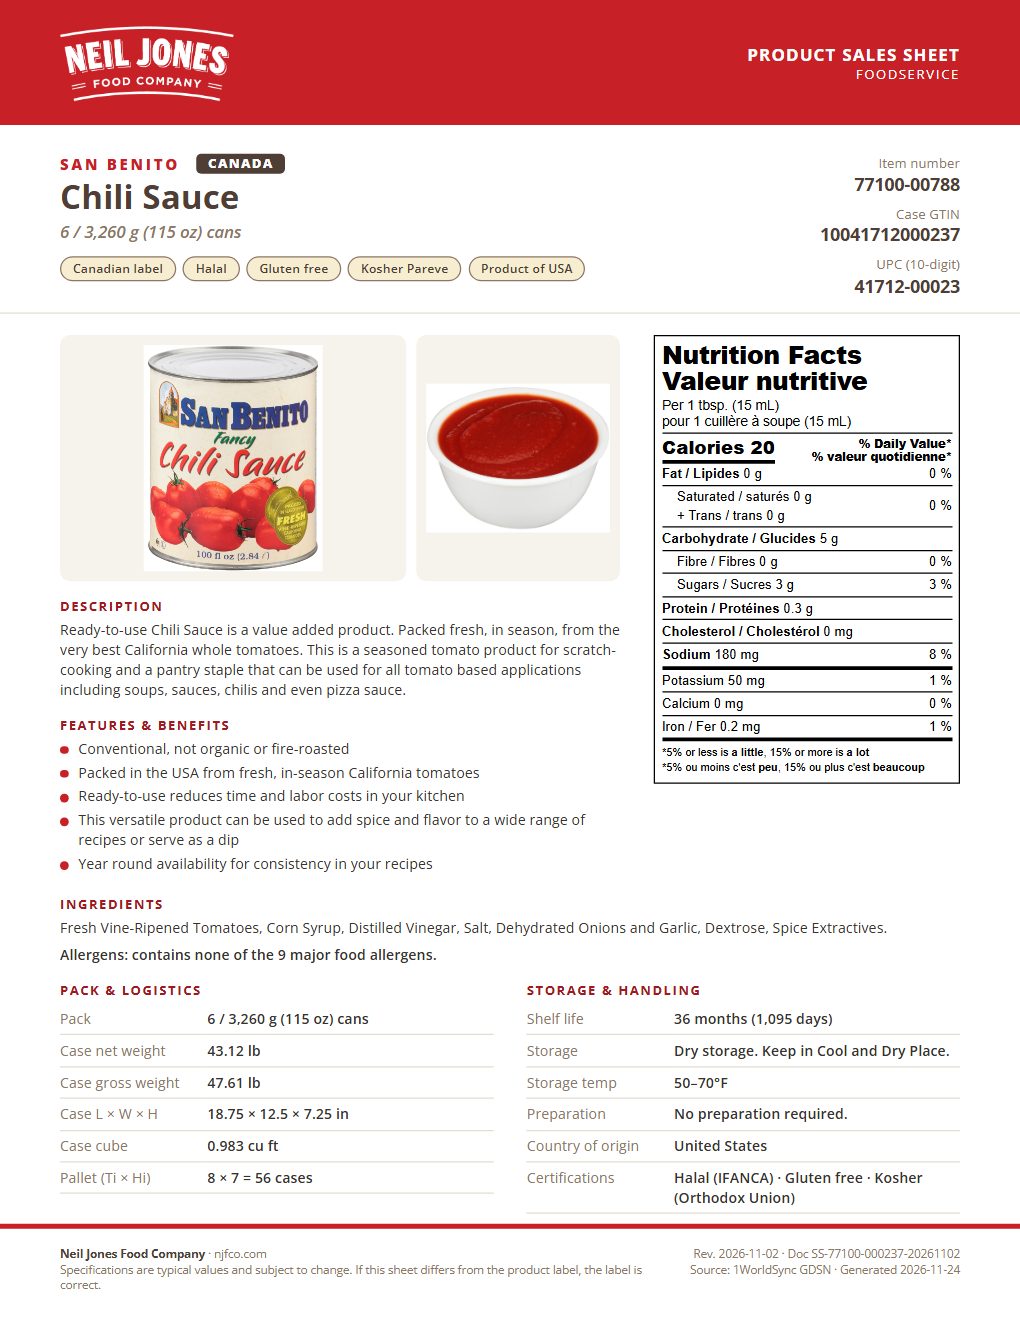 NEIL JONES
FOOD COMPANY
PRODUCT SALES SHEET
FOODSERVICE
SAN BENITO CANADA
Chili Sauce
6 / 3,260 g (115 oz) cans
Canadian label Halal Gluten free Kosher Pareve Product of USA
Item number
77100-00788
Case GTIN
10041712000237
UPC (10-digit)
41712-00023
SAN BENITO
Fancy
Chili Sauce
FRESH
100 fl oz (2.84 l)
Nutrition Facts
Valeur nutritive
Per 1 tbsp. (15 mL)
pour 1 cuillère à soupe (15 mL)
Calories 20 % Daily Value*
% valeur quotidienne*
Fat / Lipides 0 g 0 %
Saturated / saturés 0 g
+ Trans / trans 0 g 0 %
Carbohydrate / Glucides 5 g
Fibre / Fibres 0 g 0 %
Sugars / Sucres 3 g 3 %
Protein / Protéines 0.3 g
Cholesterol / Cholestérol 0 mg
Sodium 180 mg 8 %
Potassium 50 mg 1 %
Calcium 0 mg 0 %
Iron / Fer 0.2 mg 1 %
*5% or less is a little, 15% or more is a lot
*5% ou moins c'est peu, 15% ou plus c'est beaucoup
DESCRIPTION
Ready-to-use Chili Sauce is a value added product. Packed fresh, in season, from the
very best California whole tomatoes. This is a seasoned tomato product for scratch-
cooking and a pantry staple that can be used for all tomato based applications
including soups, sauces, chilis and even pizza sauce.
FEATURES & BENEFITS
Conventional, not organic or fire-roasted
Packed in the USA from fresh, in-season California tomatoes
Ready-to-use reduces time and labor costs in your kitchen
This versatile product can be used to add spice and flavor to a wide range of
recipes or serve as a dip
Year round availability for consistency in your recipes
INGREDIENTS
Fresh Vine-Ripened Tomatoes, Corn Syrup, Distilled Vinegar, Salt, Dehydrated Onions and Garlic, Dextrose, Spice Extractives.
Allergens: contains none of the 9 major food allergens.
PACK & LOGISTICS
Pack 6 / 3,260 g (115 oz) cans
Case net weight 43.12 lb
Case gross weight 47.61 lb
Case L × W × H 18.75 × 12.5 × 7.25 in
Case cube 0.983 cu ft
Pallet (Ti × Hi) 8 × 7 = 56 cases
STORAGE & HANDLING
Shelf life 36 months (1,095 days)
Storage Dry storage. Keep in Cool and Dry Place.
Storage temp 50–70°F
Preparation No preparation required.
Country of origin United States
Certifications Halal (IFANCA) · Gluten free · Kosher
(Orthodox Union)
Neil Jones Food Company · njfco.com
Specifications are typical values and subject to change. If this sheet differs from the product label, the label is
correct.
Rev. 2026-11-02 · Doc SS-77100-000237-20261102
Source: 1WorldSync GDSN · Generated 2026-11-24